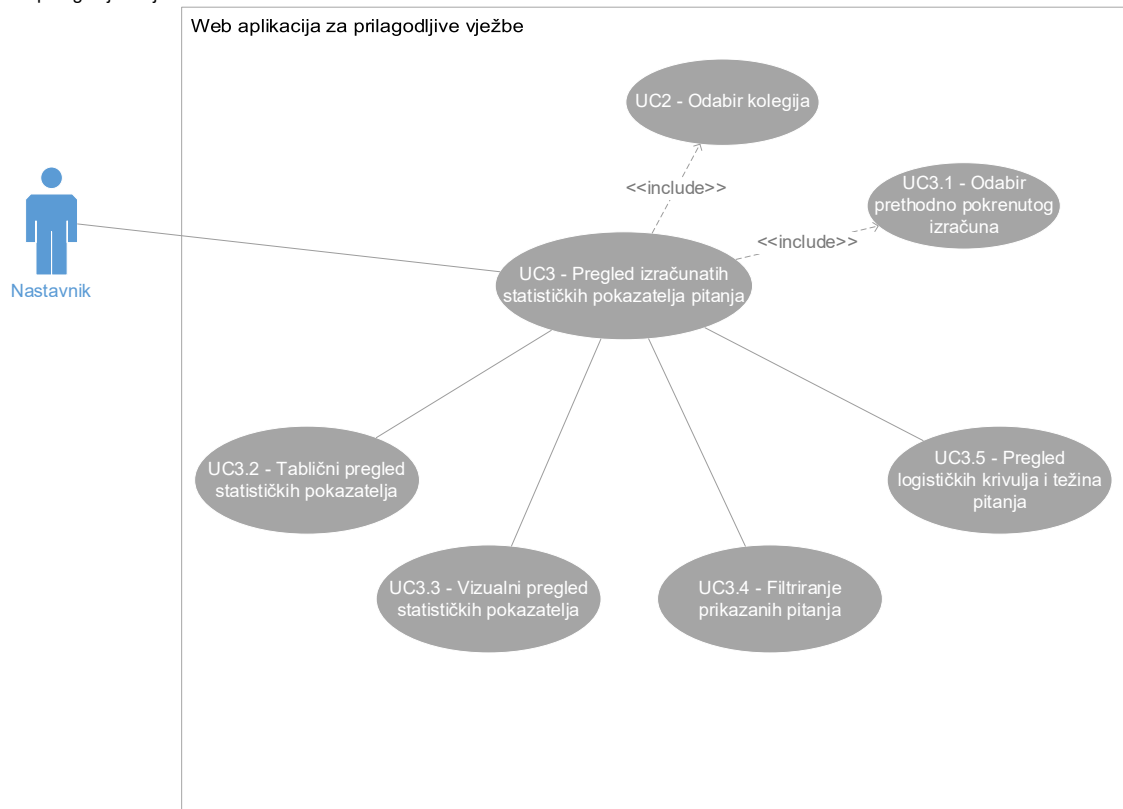 Web aplikacija za prilagodljive vježbe
UC2 - Odabir kolegija
<<include>>
UC3.1 - Odabir
prethodno pokrenutog
izračuna
<<include>>
UC3 - Pregled izračunatih
statističkih pokazatelja pitanja
Nastavnik
UC3.2 - Tablični pregled
statističkih pokazatelja
UC3.5 - Pregled
logističkih krivulja i težina
pitanja
UC3.3 - Vizualni pregled
statističkih pokazatelja
UC3.4 - Filtriranje
prikazanih pitanja